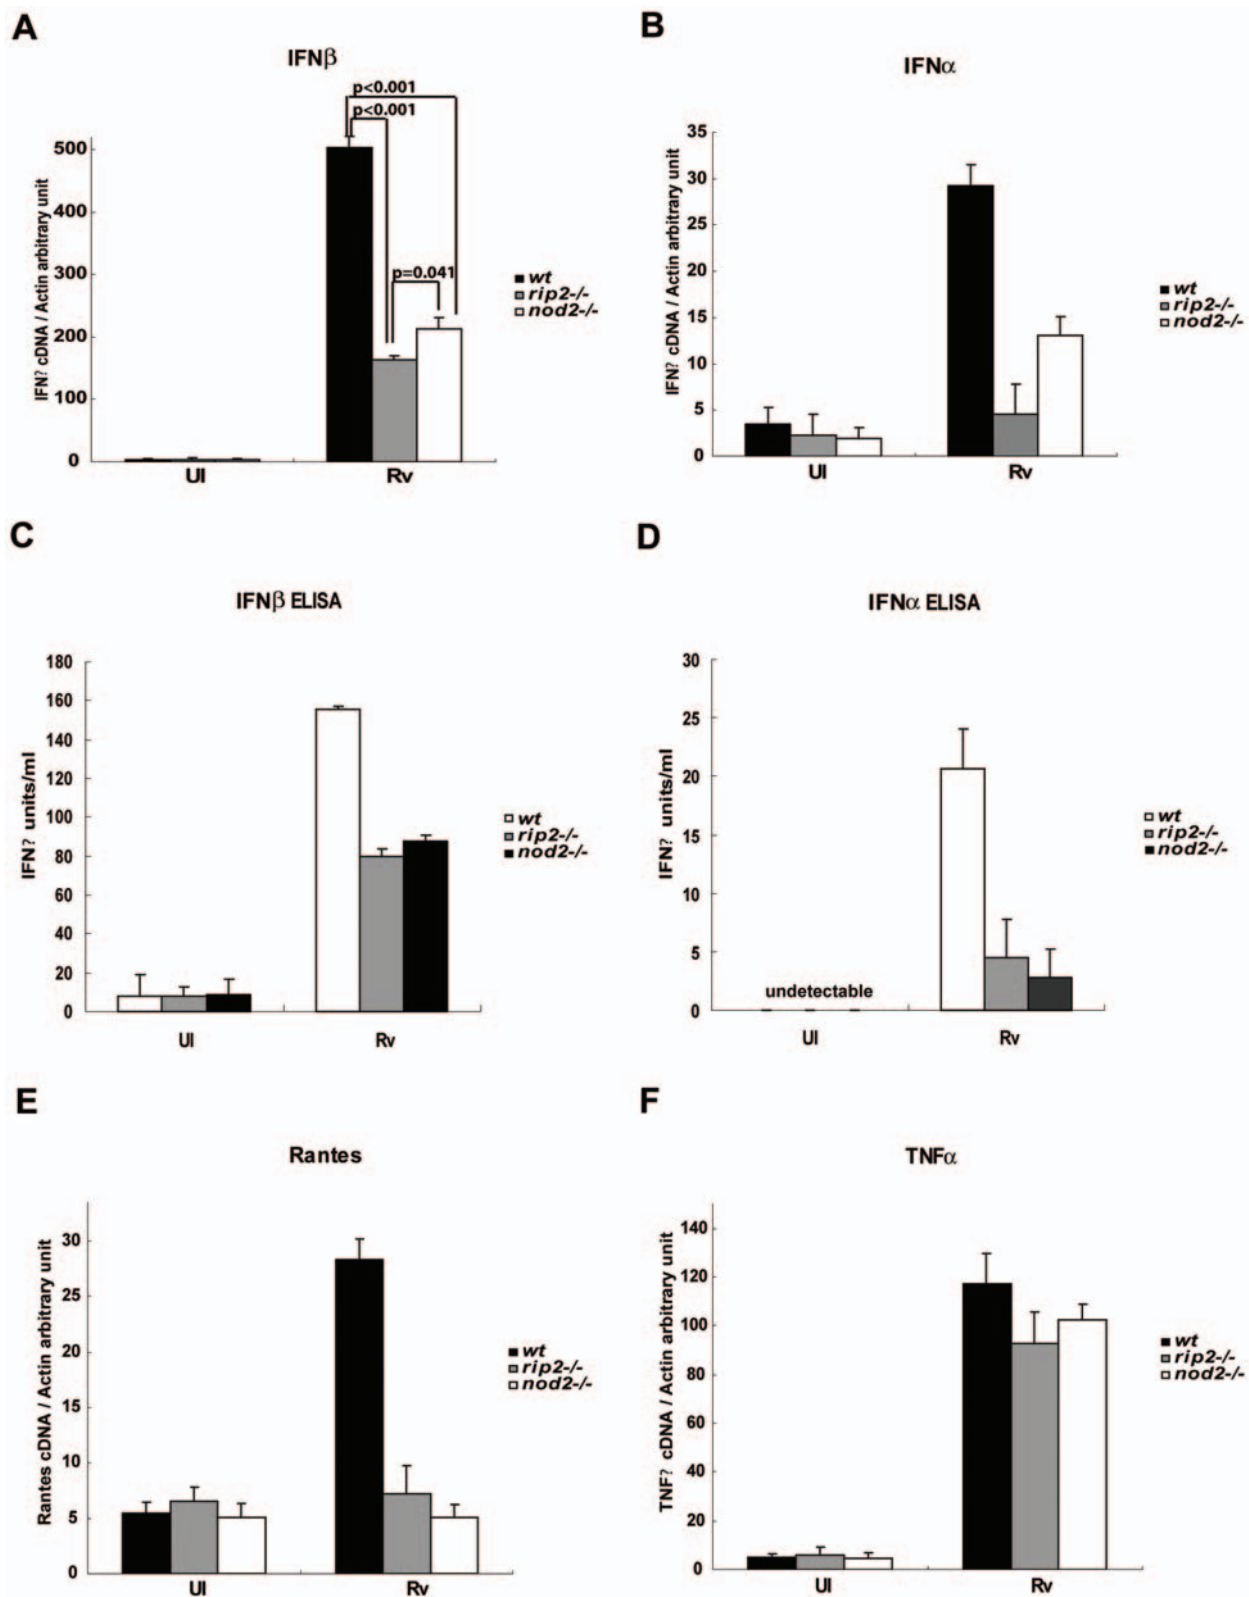 A
IFNβ
p<0.001
p<0.001
p=0.041
IFN? cDNA / Actin arbitrary unit
500
400
300
200
100
0
UI
Rv
wt
rip2-/-
nod2-/-
B
IFNα
IFN? cDNA / Actin arbitrary unit
35
30
25
20
15
10
5
0
UI
Rv
wt
rip2-/-
nod2-/-
C
IFNβ ELISA
IFN? units/ml
180
160
140
120
100
80
60
40
20
0
UI
Rv
wt
rip2-/-
nod2-/-
D
IFNα ELISA
IFN? units/ml
30
25
20
15
10
5
0
undetectable
UI
Rv
wt
rip2-/-
nod2-/-
E
Rantes
Rantes cDNA / Actin arbitrary unit
30
25
20
15
10
5
0
UI
Rv
wt
rip2-/-
nod2-/-
F
TNFα
TNF? cDNA / Actin arbitrary unit
140
120
100
80
60
40
20
0
UI
Rv
wt
rip2-/-
nod2-/-